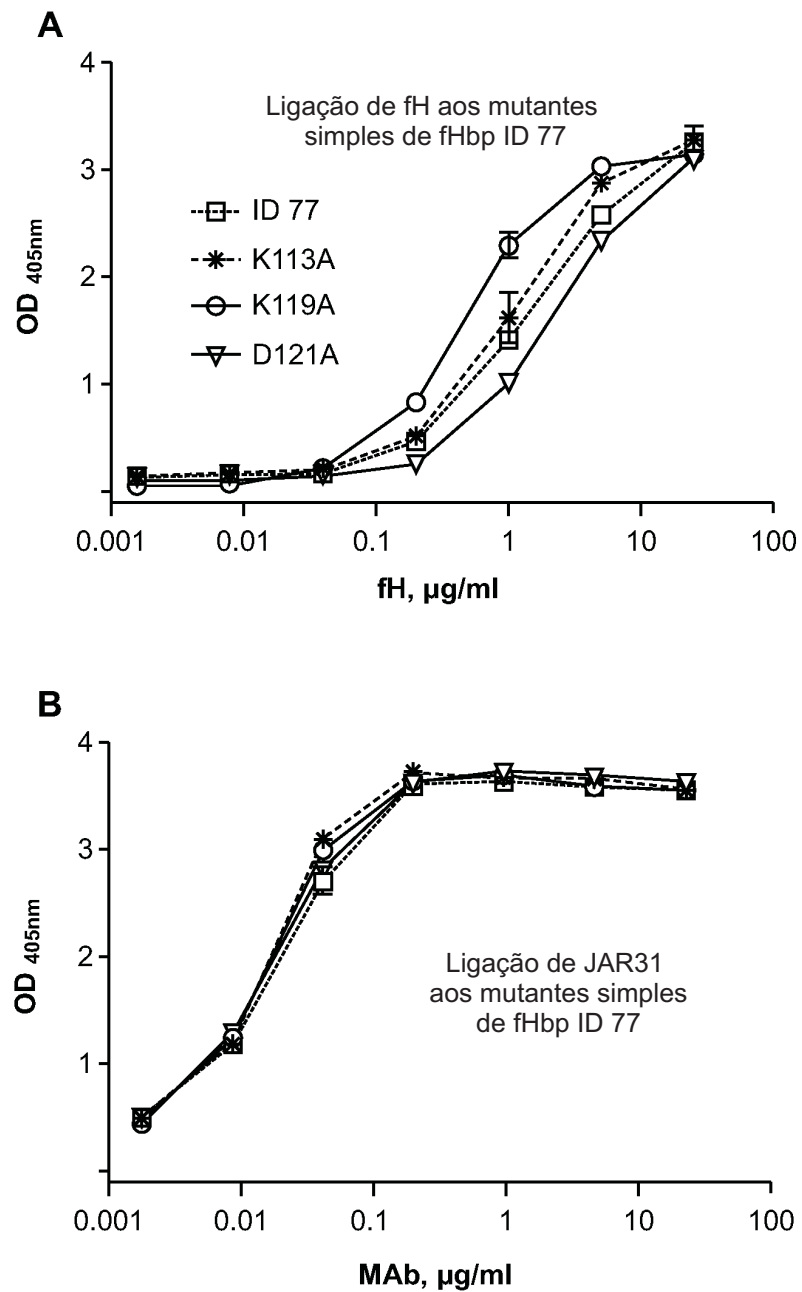 A
Ligação de fH aos mutantes
simples de fHbp ID 77
4
3
2
1
OD 405nm
ID 77
K113A
K119A
D121A
0.001 0.01 0.1 1 10 100
fH, µg/ml
B
4
3
2
1
OD 405nm
Ligação de JAR31
aos mutantes simples
de fHbp ID 77
0.001 0.01 0.1 1 10 100
MAb, µg/ml